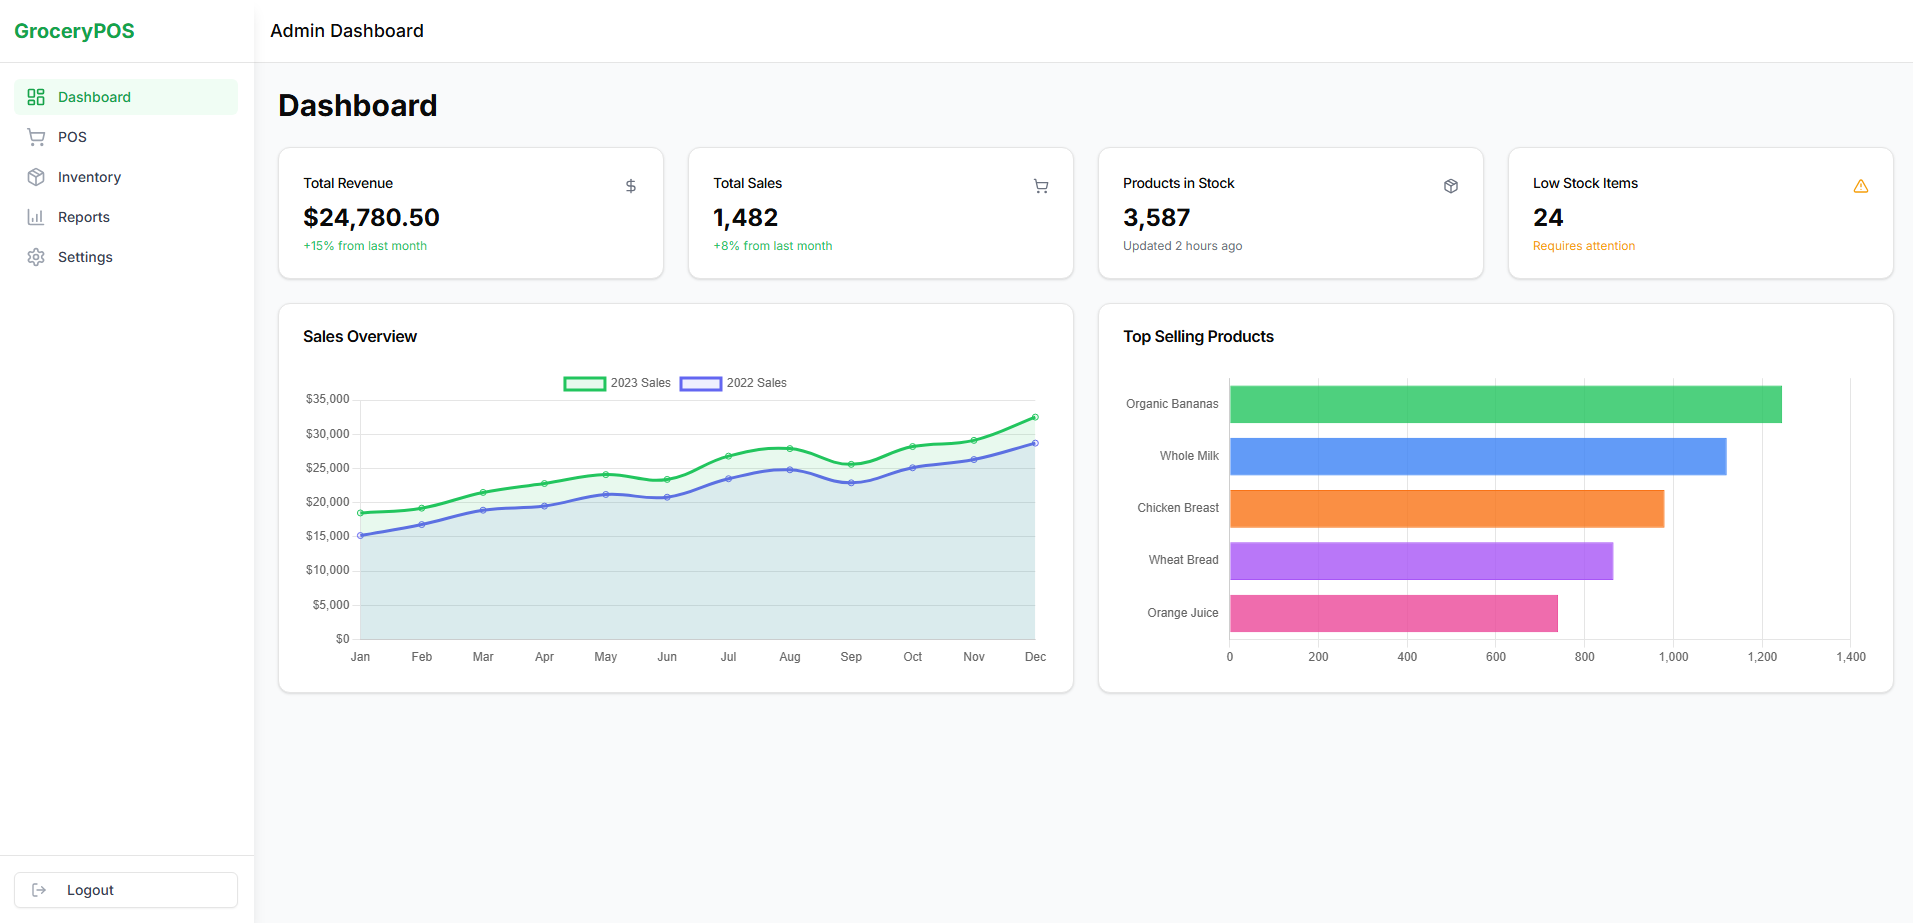 GroceryPOS
Admin Dashboard
Dashboard
POS
Inventory
Reports
Settings
Logout
Dashboard
Total Revenue
$24,780.50
+15% from last month
Total Sales
1,482
+8% from last month
Products in Stock
3,587
Updated 2 hours ago
Low Stock Items
24
Requires attention
Sales Overview
2023 Sales 2022 Sales
$35,000
$30,000
$25,000
$20,000
$15,000
$10,000
$5,000
$0
Jan Feb Mar Apr May Jun Jul Aug Sep Oct Nov Dec
Top Selling Products
Organic Bananas
Whole Milk
Chicken Breast
Wheat Bread
Orange Juice
0 200 400 600 800 1,000 1,200 1,400